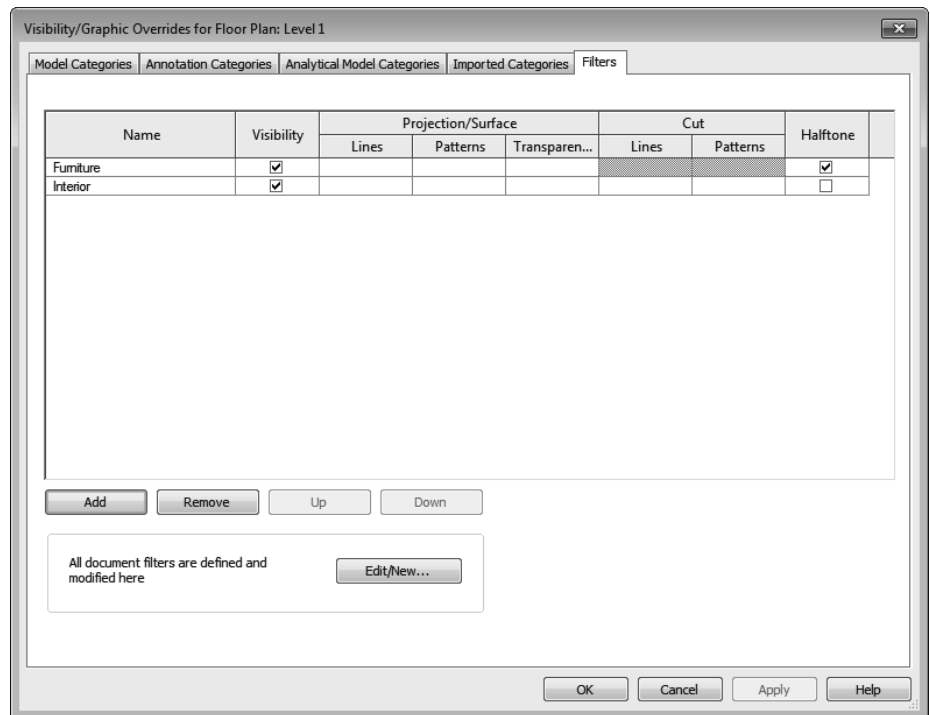 Visibility/Graphic Overrides for Floor Plan: Level 1
Model Categories Annotation Categories Analytical Model Categories Imported Categories Filters
Name Visibility Projection/Surface Cut Halftone
Lines Patterns Transparen... Lines Patterns
Furniture
Interior
Add Remove Up Down
All document filters are defined and
modified here
Edit/New...
OK Cancel Apply Help